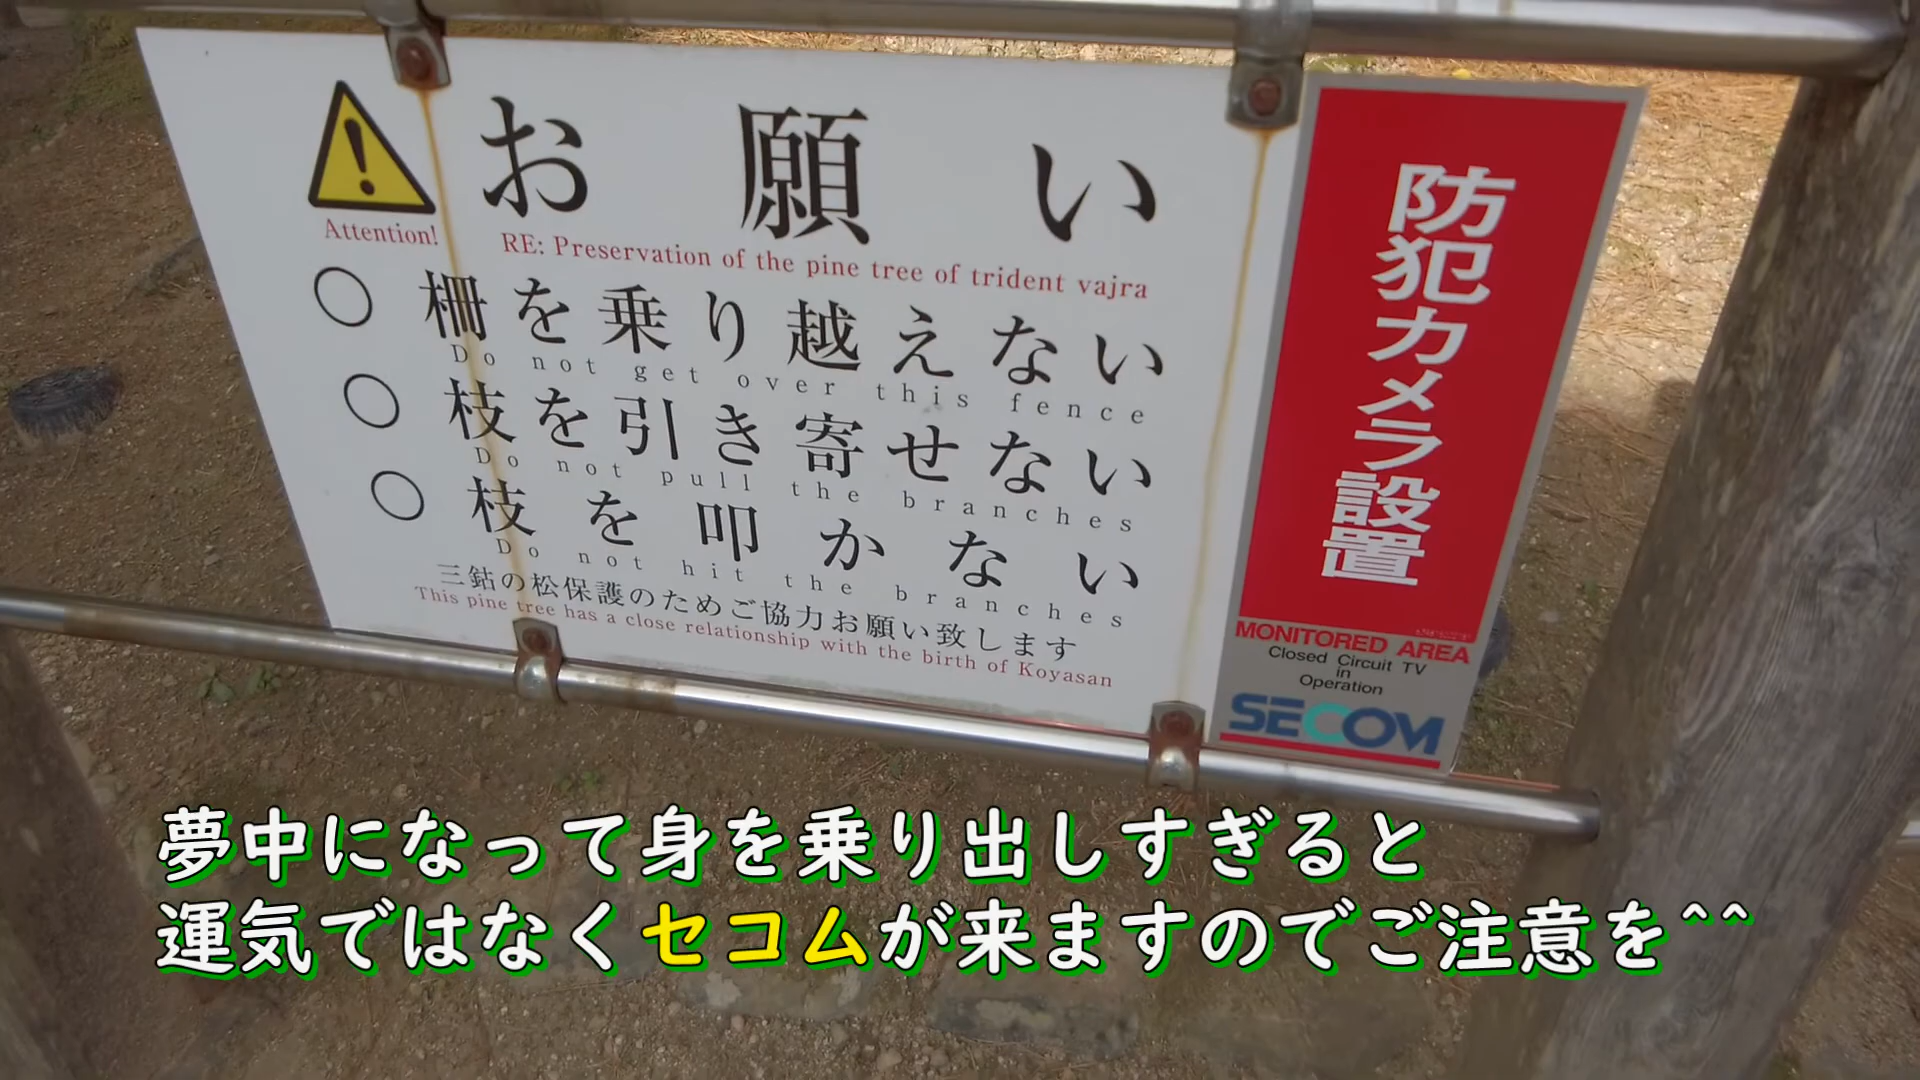 お願い
Attention!
RE: Preservation of the pine tree of trident vajra
○ 柵を乗り越えない
Do not get over this fence
○ 枝を引き寄せない
Do not pull the branches
○ 枝を叩かない
Do not hit the branches
三鈷の松保護のためご協力お願い致します
This pine tree has a close relationship with the birth of Koyasan
防犯カメラ設置
MONITORED AREA
Closed Circuit TV
in
Operation
SECOM
夢中になって身を乗り出しすぎると
運気ではなくセコムが来ますのでご注意を^^